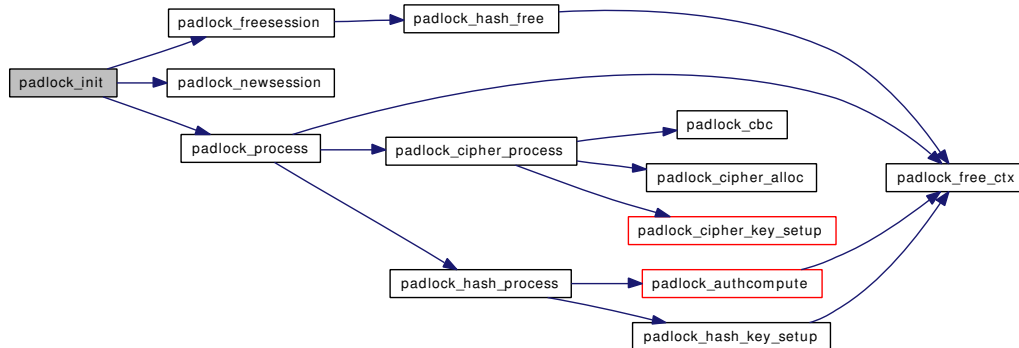 padlock_freesession
padlock_hash_free
padlock_init
padlock_newsession
padlock_process
padlock_cipher_process
padlock_cbc
padlock_cipher_alloc
padlock_free_ctx
padlock_cipher_key_setup
padlock_hash_process
padlock_authcompute
padlock_hash_key_setup